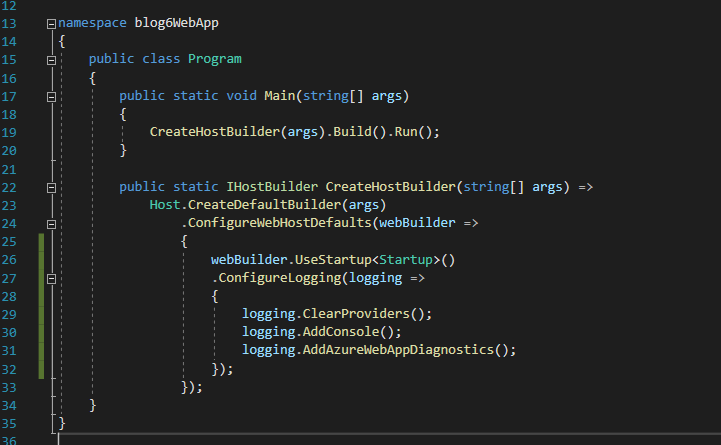 12
13 namespace blog6WebApp
14 {
15     public class Program
16     {
17         public static void Main(string[] args)
18         {
19             CreateHostBuilder(args).Build().Run();
20         }
21
22         public static IHostBuilder CreateHostBuilder(string[] args) =>
23             Host.CreateDefaultBuilder(args)
24                 .ConfigureWebHostDefaults(webBuilder =>
25                 {
26                     webBuilder.UseStartup<Startup>()
27                     .ConfigureLogging(logging =>
28                     {
29                         logging.ClearProviders();
30                         logging.AddConsole();
31                         logging.AddAzureWebAppDiagnostics();
32                     });
33                 });
34     }
35 }
36